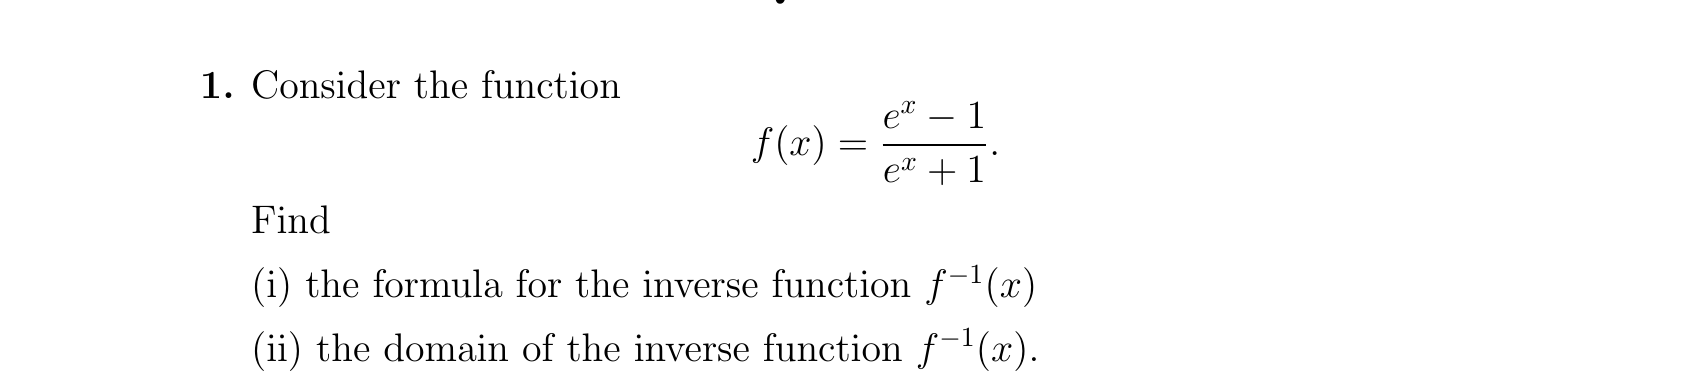 1. Consider the function
f(x) = \frac{e^x - 1}{e^x + 1}.
Find
(i) the formula for the inverse function f^{-1}(x)
(ii) the domain of the inverse function f^{-1}(x).